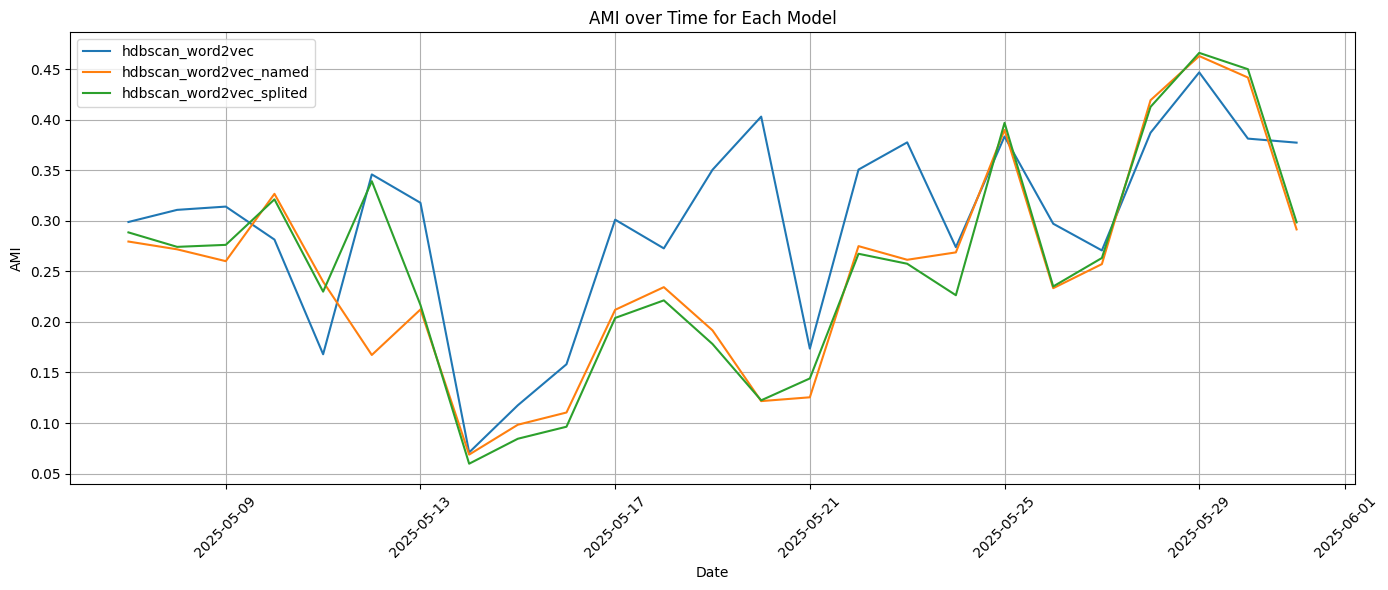 AMI over Time for Each Model
hdbscan_word2vec
hdbscan_word2vec_named
hdbscan_word2vec_splited
AMI
0.45
0.40
0.35
0.30
0.25
0.20
0.15
0.10
0.05
2025-05-09
2025-05-13
2025-05-17
2025-05-21
2025-05-25
2025-05-29
2025-06-01
Date